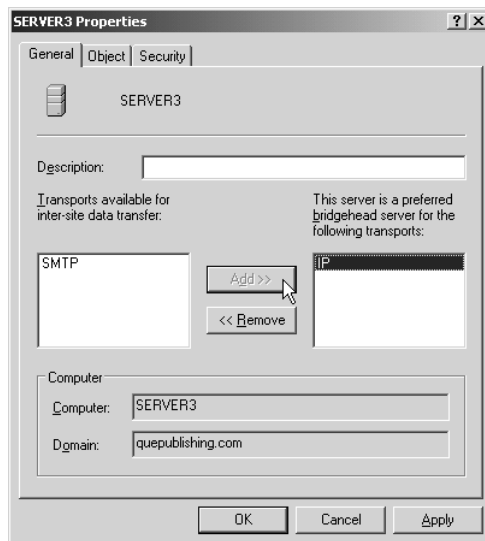 SERVER3 Properties
? X
General Object Security
SERVER3
Description:
Transports available for
inter-site data transfer:
This server is a preferred
bridgehead server for the
following transports:
SMTP
Add >>
IP
<< Remove
Computer
Computer: SERVER3
Domain: quepublishing.com
OK Cancel Apply